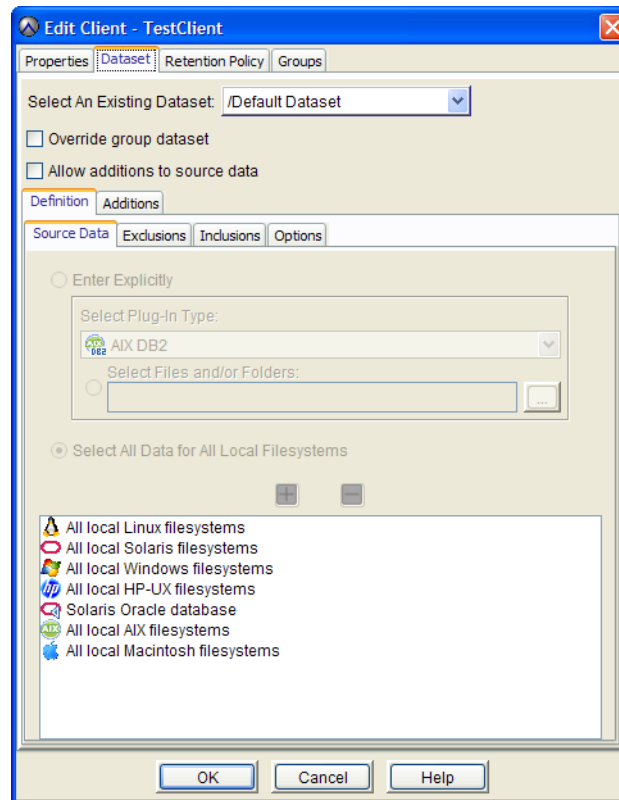 Edit Client - TestClient
Properties Dataset Retention Policy Groups
Select An Existing Dataset: /Default Dataset
Override group dataset
Allow additions to source data
Definition Additions
Source Data Exclusions Inclusions Options
Enter Explicitly
Select Plug-In Type:
AIX DB2
Select Files and/or Folders:
...
Select All Data for All Local Filesystems
All local Linux filesystems
All local Solaris filesystems
All local Windows filesystems
All local HP-UX filesystems
Solaris Oracle database
All local AIX filesystems
All local Macintosh filesystems
OK Cancel Help